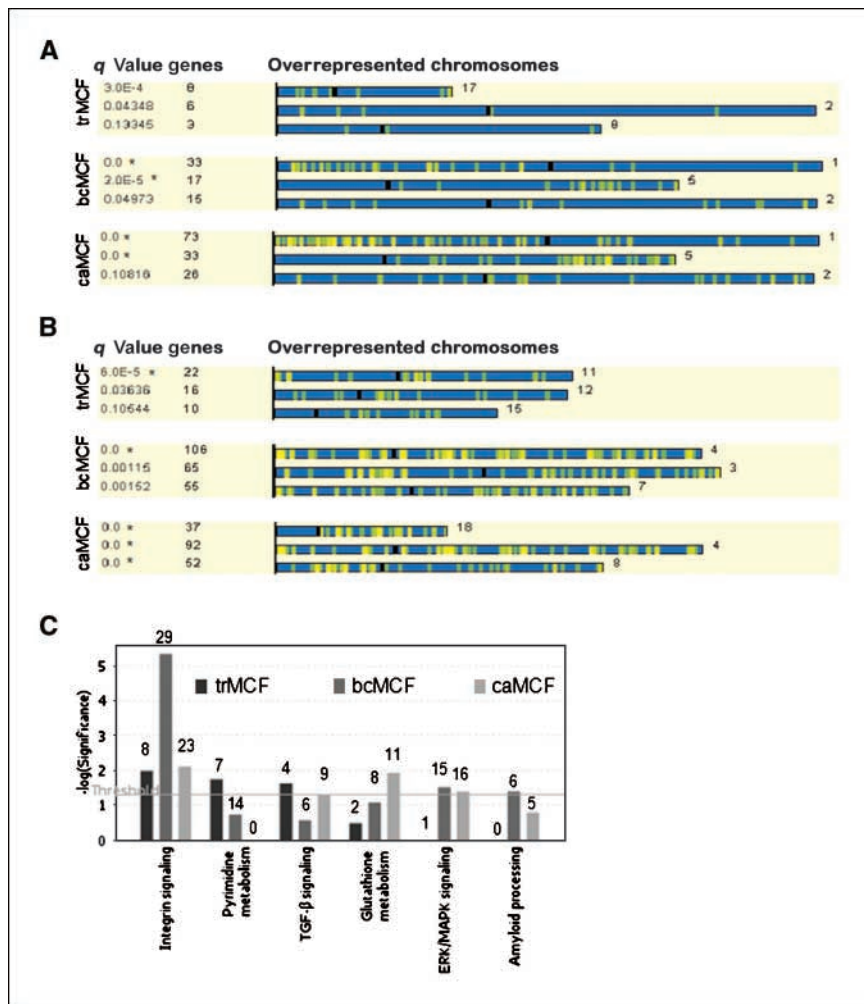 A
q Value genes Overrepresented chromosomes
trMCF
3.0E-4 8 17
0.04348 6 2
0.13345 3 8
bcMCF
0.0 * 33 1
2.0E-5 * 17 5
0.04973 15 2
caMCF
0.0 * 73 1
0.0 * 33 5
0.10816 26 2
B
q Value genes Overrepresented chromosomes
trMCF
6.0E-5 * 22 11
0.03636 16 12
0.10644 10 15
bcMCF
0.0 * 106 4
0.00115 65 3
0.00152 55 7
caMCF
0.0 * 37 18
0.0 * 92 4
0.0 * 52 8
C
-log(Significance)
5
4
3
2
1
0
Threshold
trMCF bcMCF caMCF
8 29 23
7 14 0
4 6 9
2 8 11
1 15 16
0 6 5
Integrin signaling
Pyrimidine
metabolism
TGF-β signaling
Glutathione
metabolism
ERK/MAPK signaling
Amyloid processing